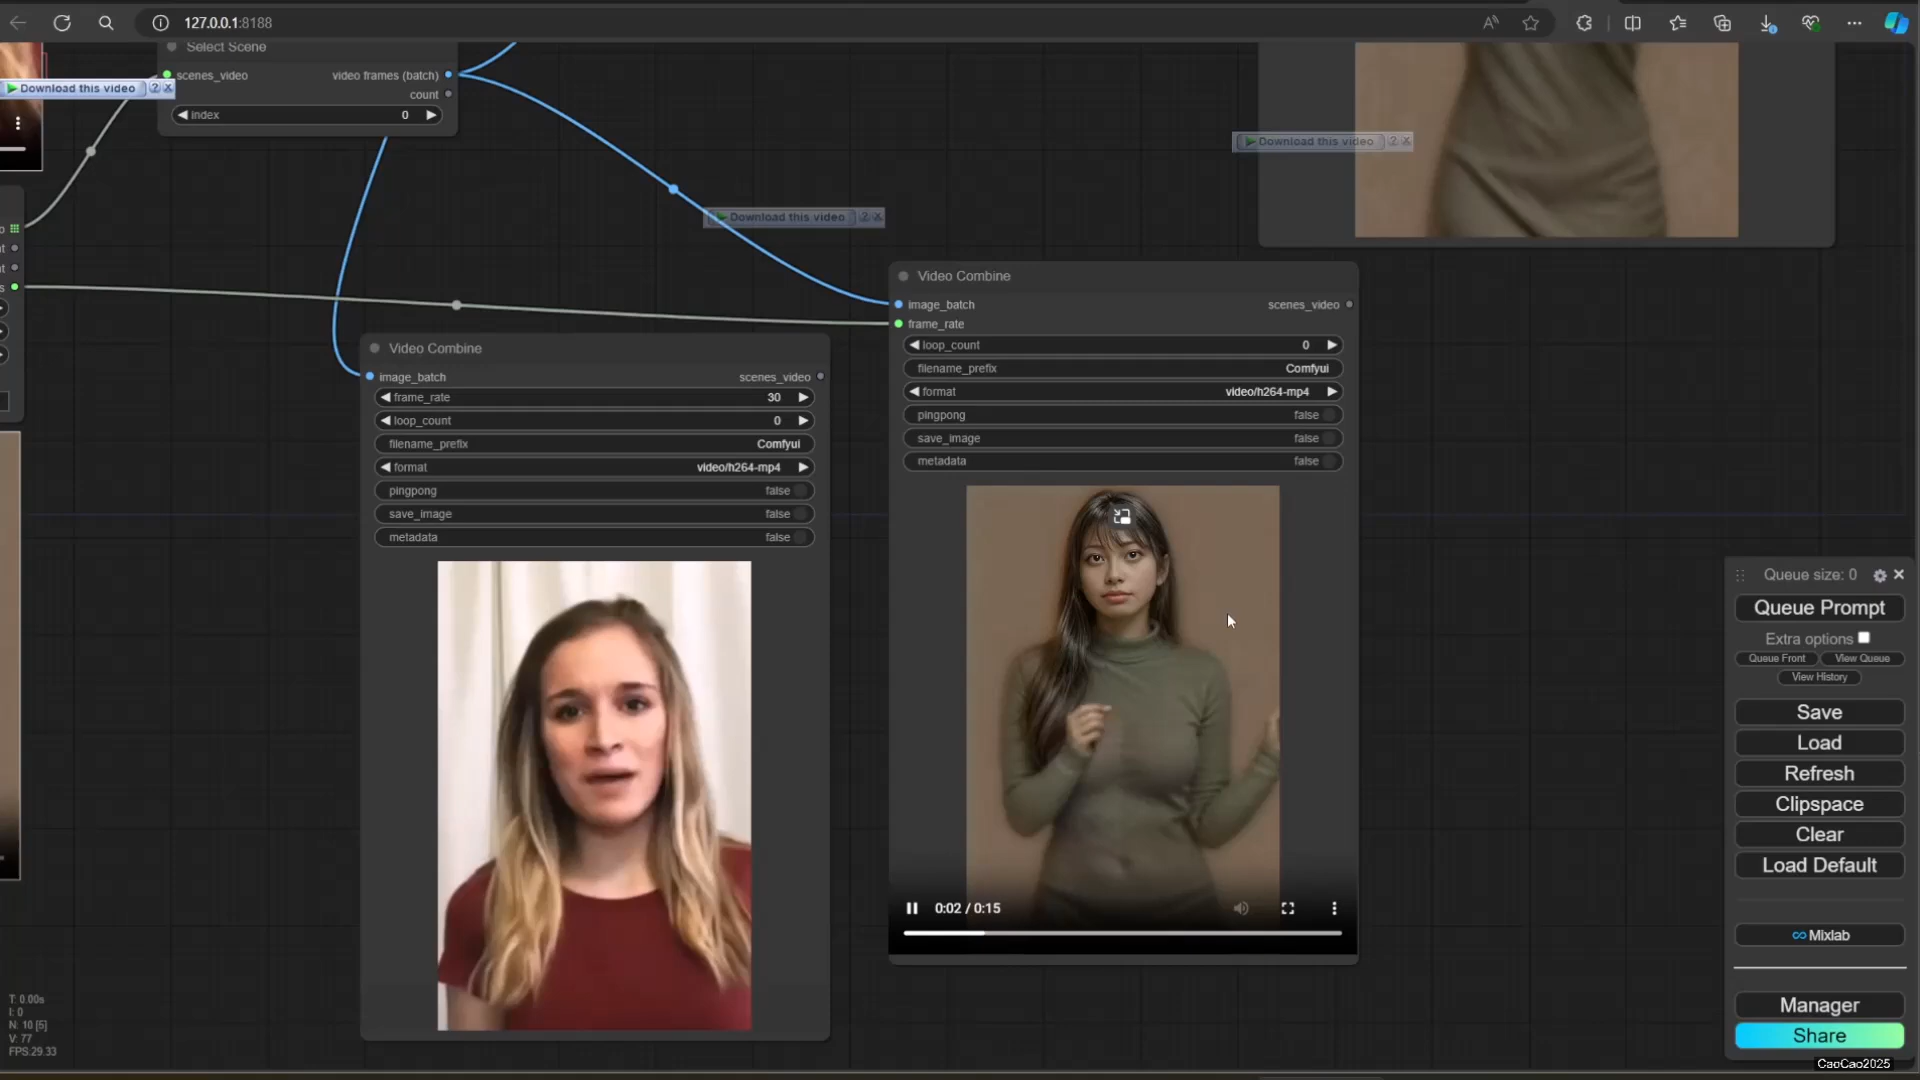 127.0.0.1:8188
Select Scene
scenes_video
video frames (batch)
count
index
0
Download this video
?
Download this video
?
Download this video
?
Video Combine
image_batch
scenes_video
frame_rate
loop_count
0
filename_prefix
Comfyui
format
video/h264-mp4
pingpong
false
save_image
false
metadata
false
0:02 / 0:15
Video Combine
image_batch
scenes_video
frame_rate
30
loop_count
0
filename_prefix
Comfyui
format
video/h264-mp4
pingpong
false
save_image
false
metadata
false
Queue size: 0
Queue Prompt
Extra options
Queue Front
View Queue
View History
Save
Load
Refresh
Clipspace
Clear
Load Default
Mixlab
Manager
Share
CaoCao2025
T: 0.00s
I: 0
N: 10 [5]
V: 77
FPS:29.33